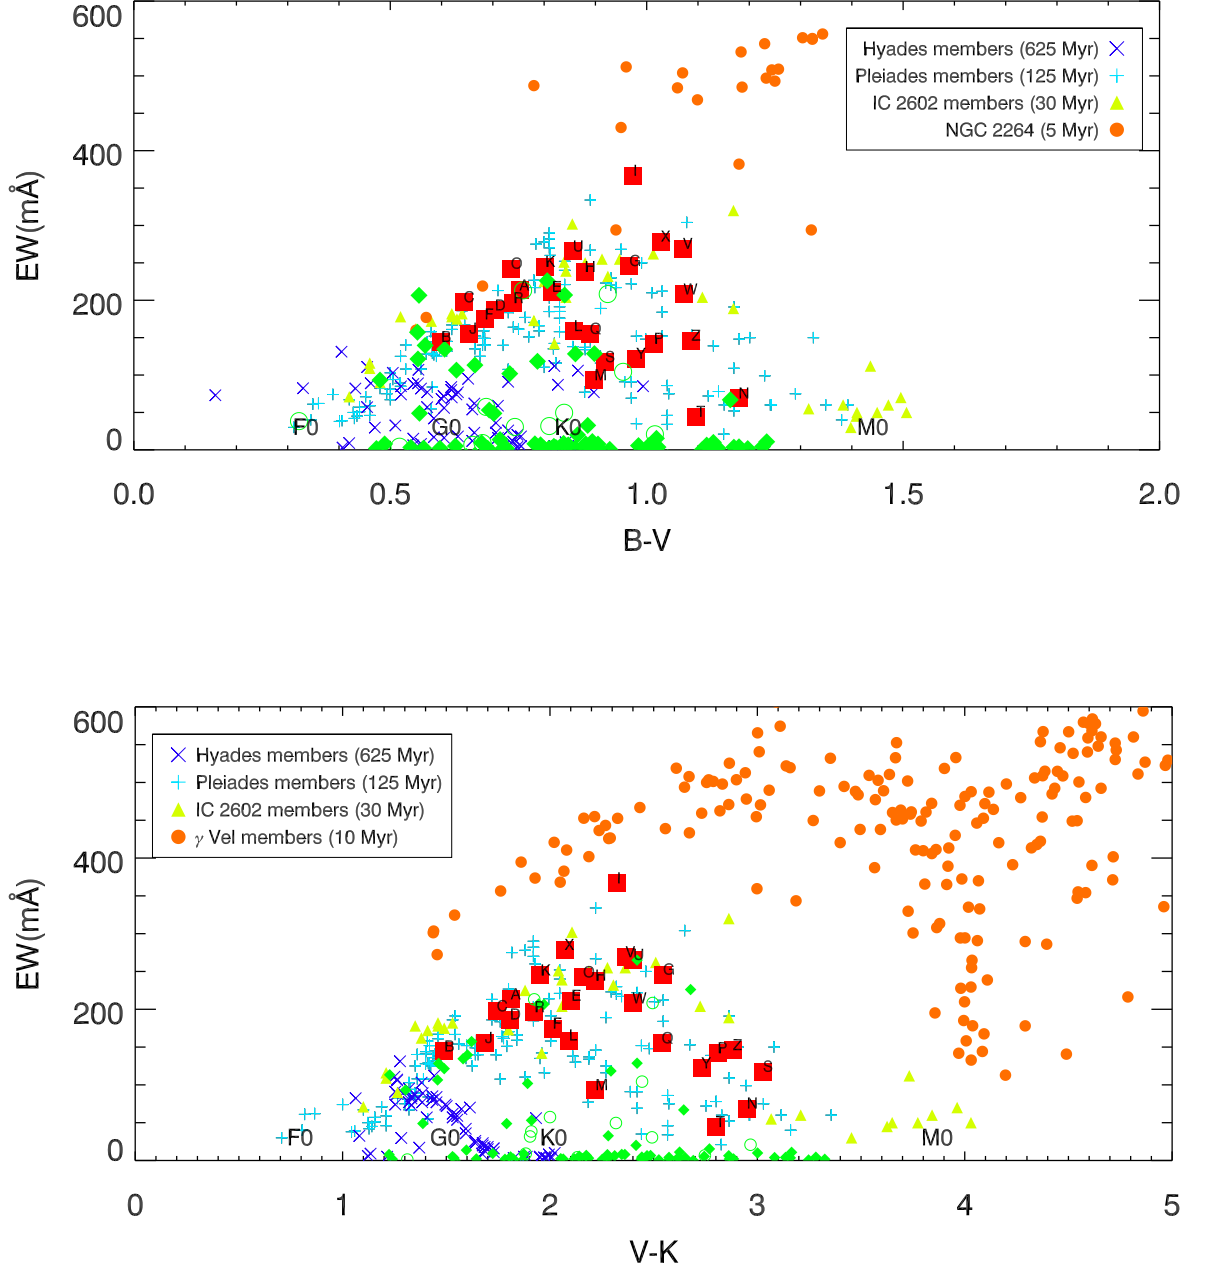 600
400
200
0
EW(mÅ)
Hyades members (625 Myr)
Pleiades members (125 Myr)
IC 2602 members (30 Myr)
NGC 2264 (5 Myr)
I
X
V
U
K
O
H
G
A
E
W
C
D
R
F
J
B
L
Q
P
Z
S
Y
M
N
T
F0 G0 K0 M0
0.0 0.5 1.0 1.5 2.0
B-V
600
400
200
0
EW(mÅ)
Hyades members (625 Myr)
Pleiades members (125 Myr)
IC 2602 members (30 Myr)
γ Vel members (10 Myr)
I
X
V
U
K
O
H
G
A
E
W
C
D
R
F
J
B
L
Q
P
Z
Y
S
M
N
T
F0 G0 K0 M0
0 1 2 3 4 5
V-K